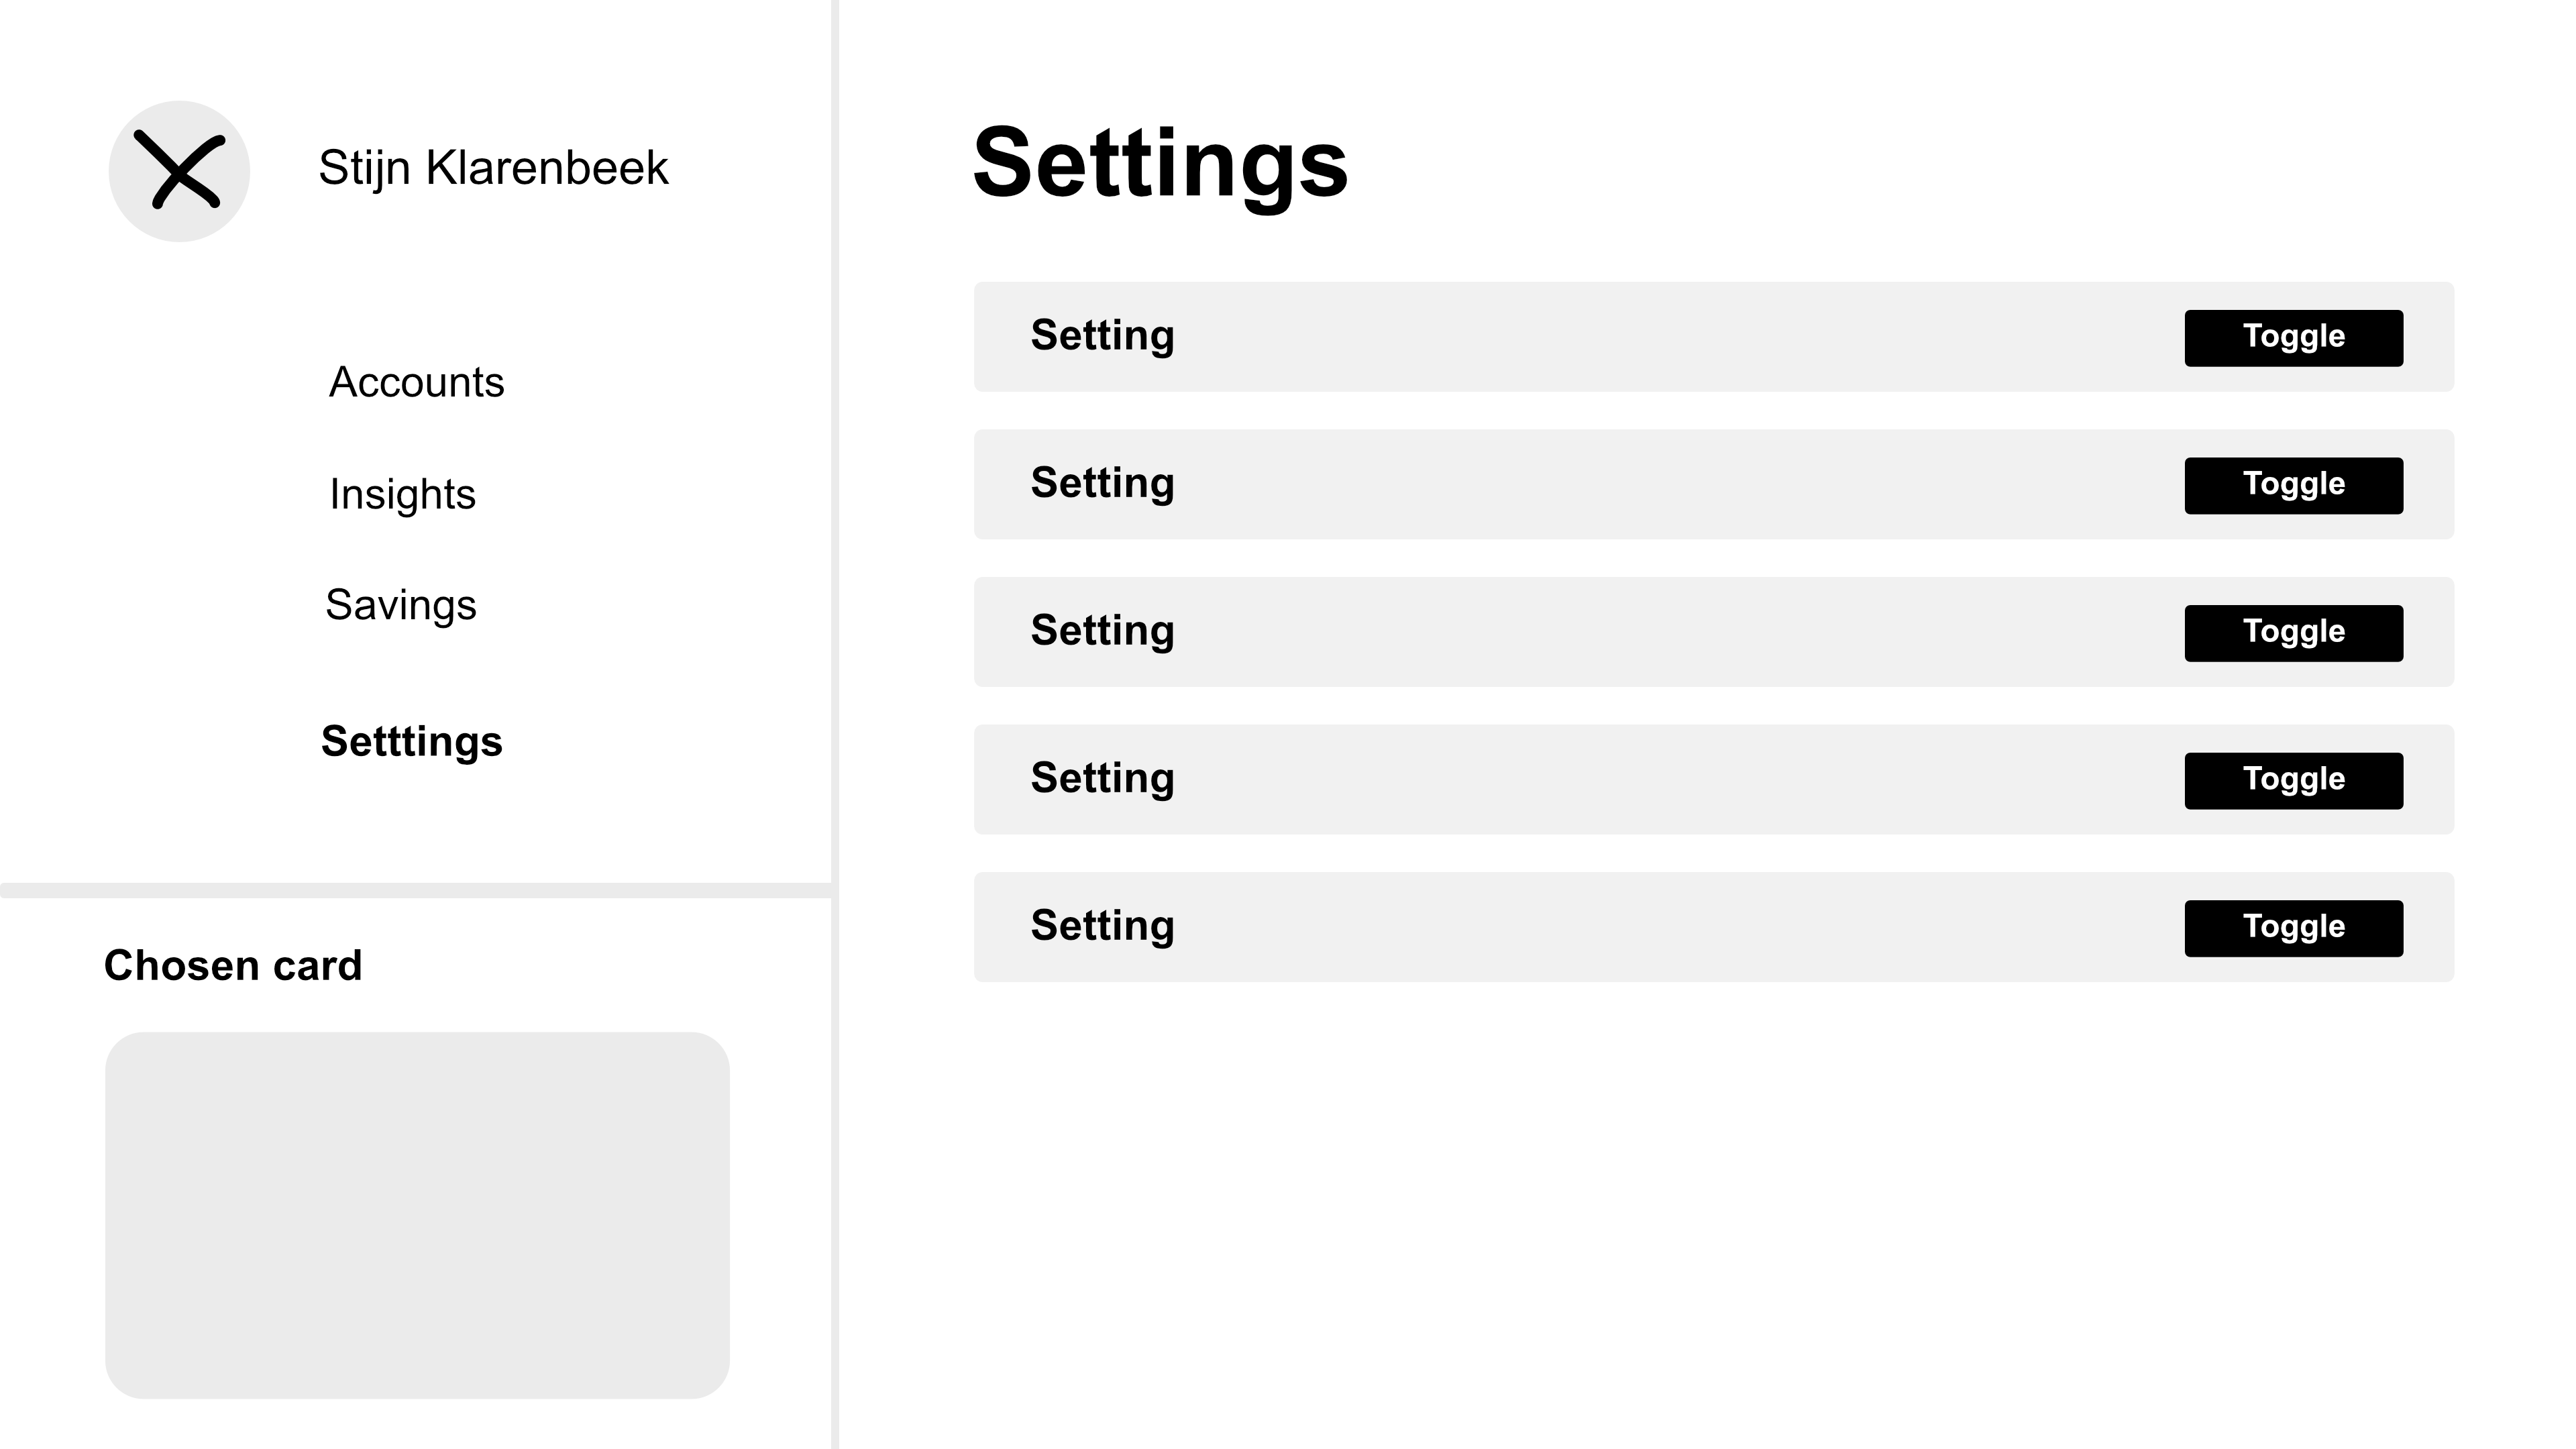 Stijn Klarenbeek
Accounts
Insights
Savings
Setttings
Chosen card
Settings
Setting
Toggle
Setting
Toggle
Setting
Toggle
Setting
Toggle
Setting
Toggle